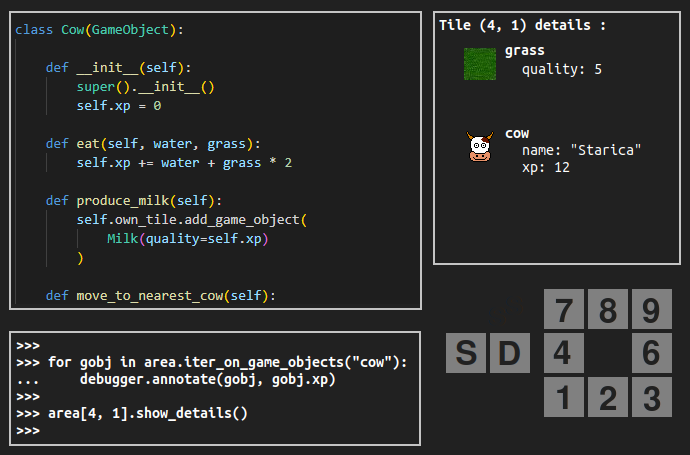 class Cow(GameObject):
def __init__(self):
super().__init__()
self.xp = 0
def eat(self, water, grass):
self.xp += water + grass * 2
def produce_milk(self):
self.own_tile.add_game_object(
Milk(quality=self.xp)
)
def move_to_nearest_cow(self):
Tile (4, 1) details :
grass
quality: 5
cow
name: "Starica"
xp: 12
>>>
>>> for gobj in area.iter_on_game_objects("cow"):
... debugger.annotate(gobj, gobj.xp)
>>>
>>> area[4, 1].show_details()
>>>
7 8 9
S D 4 6
1 2 3